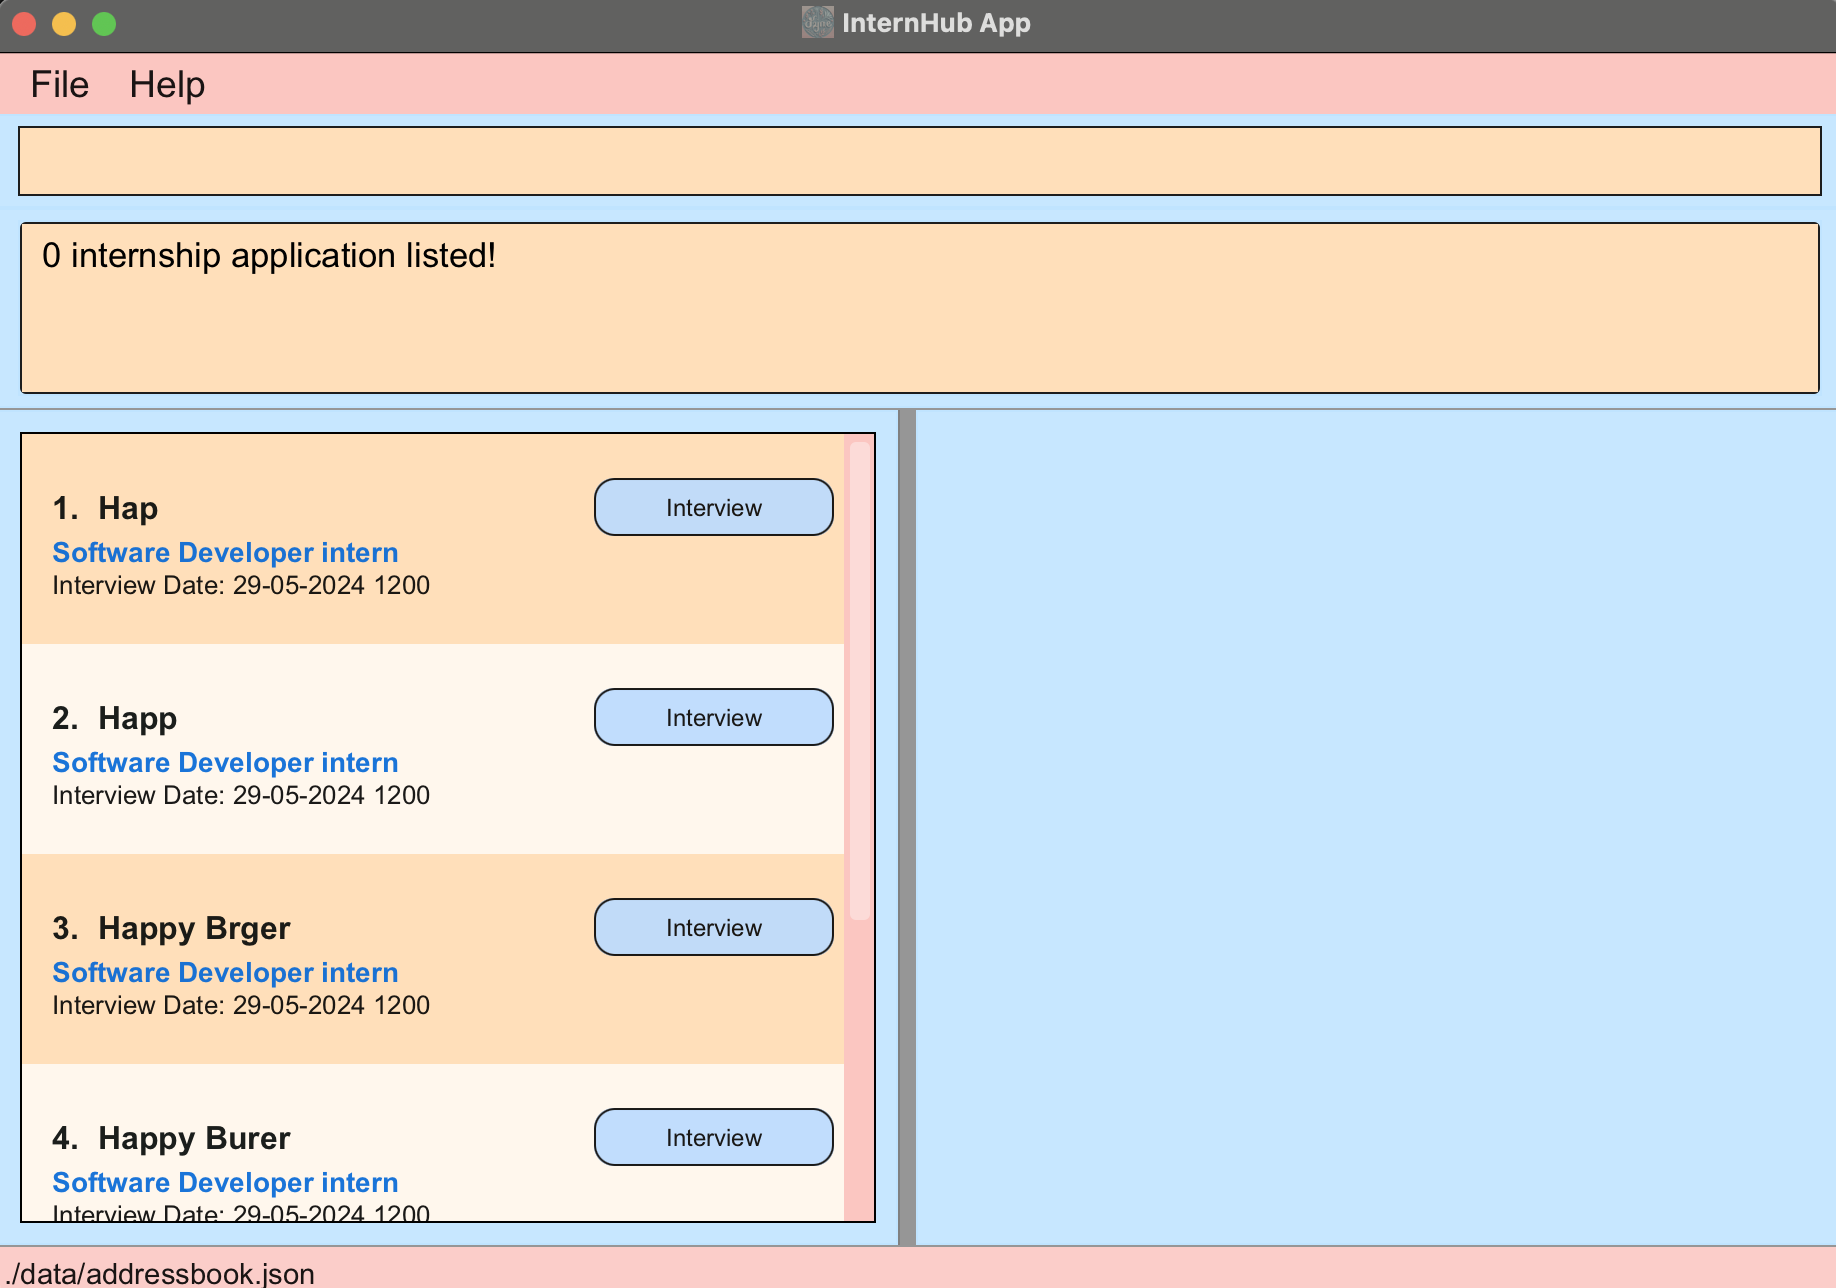 InternHub App
File Help
0 internship application listed!
1. Hap
Interview
Software Developer intern
Interview Date: 29-05-2024 1200
2. Happ
Interview
Software Developer intern
Interview Date: 29-05-2024 1200
3. Happy Brger
Interview
Software Developer intern
Interview Date: 29-05-2024 1200
4. Happy Burer
Interview
Software Developer intern
Interview Date: 29-05-2024 1200
./data/addressbook.json